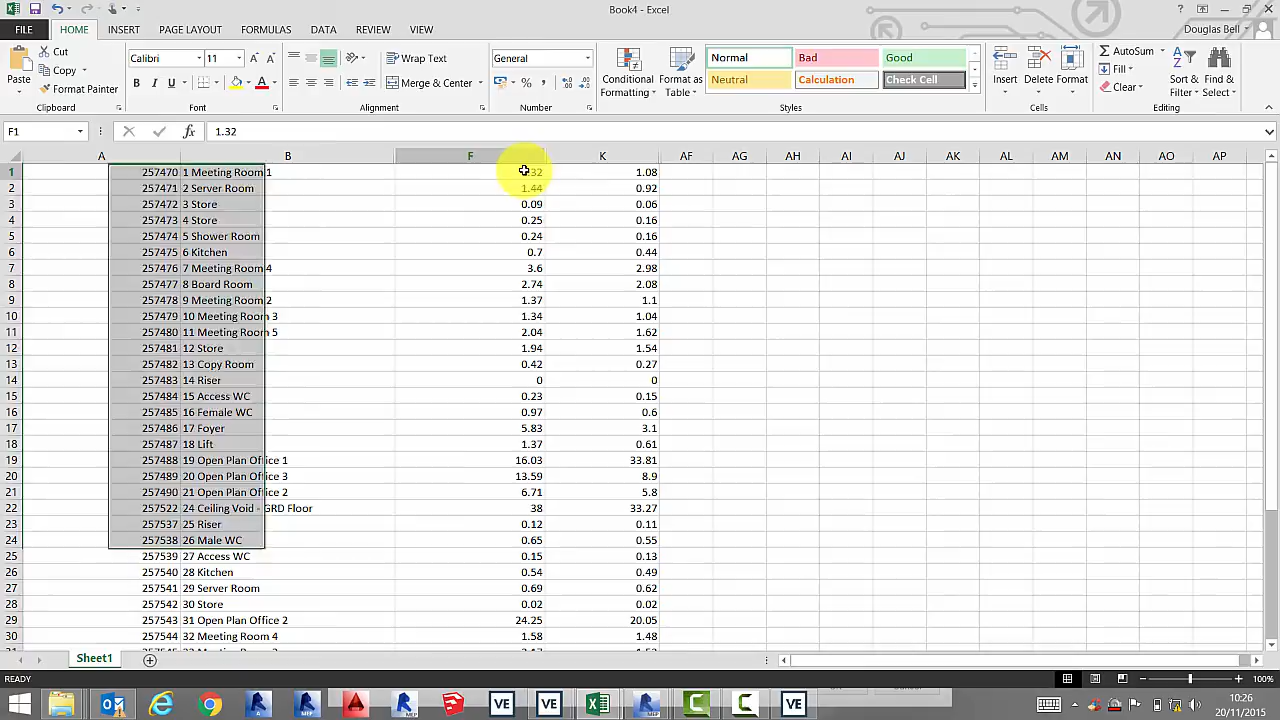 Book4 - Excel
FILE HOME INSERT PAGE LAYOUT FORMULAS DATA REVIEW VIEW Douglas Bell
Paste Cut Copy Format Painter Clipboard
Calibri 11 B I U Font
Wrap Text Merge & Center Alignment
General % Number
Conditional Formatting Format as Table Normal Bad Good Neutral Calculation Check Cell Styles
Insert Delete Format Cells
AutoSum Fill Clear Sort & Filter Find & Select Editing
F1 fx 1.32
A B F K AF AG AH AI AJ AK AL AM AN AO AP
1 257470 1 Meeting Room 1 1.08
2 257471 2 Server Room 1.44 0.92
3 257472 3 Store 0.09 0.06
4 257473 4 Store 0.25 0.16
5 257474 5 Shower Room 0.24 0.16
6 257475 6 Kitchen 0.7 0.44
7 257476 7 Meeting Room 4 3.6 2.98
8 257477 8 Board Room 2.74 2.08
9 257478 9 Meeting Room 2 1.37 1.1
10 257479 10 Meeting Room 3 1.34 1.04
11 257480 11 Meeting Room 5 2.04 1.62
12 257481 12 Store 1.94 1.54
13 257482 13 Copy Room 0.42 0.27
14 257483 14 Riser 0 0
15 257484 15 Access WC 0.23 0.15
16 257485 16 Female WC 0.97 0.6
17 257486 17 Foyer 5.83 3.1
18 257487 18 Lift 1.37 0.61
19 257488 19 Open Plan Office 1 16.03 33.81
20 257489 20 Open Plan Office 3 13.59 8.9
21 257490 21 Open Plan Office 2 6.71 5.8
22 257522 24 Ceiling Void - GRD Floor 38 33.27
23 257537 25 Riser 0.12 0.11
24 257538 26 Male WC 0.65 0.55
25 257539 27 Access WC 0.15 0.13
26 257540 28 Kitchen 0.54 0.49
27 257541 29 Server Room 0.69 0.62
28 257542 30 Store 0.02 0.02
29 257543 31 Open Plan Office 2 24.25 20.05
30 257544 32 Meeting Room 4 1.58 1.48
Sheet1
READY 100%
A MEP A MEP VE VE MEP C C VE
10:26
20/11/2015